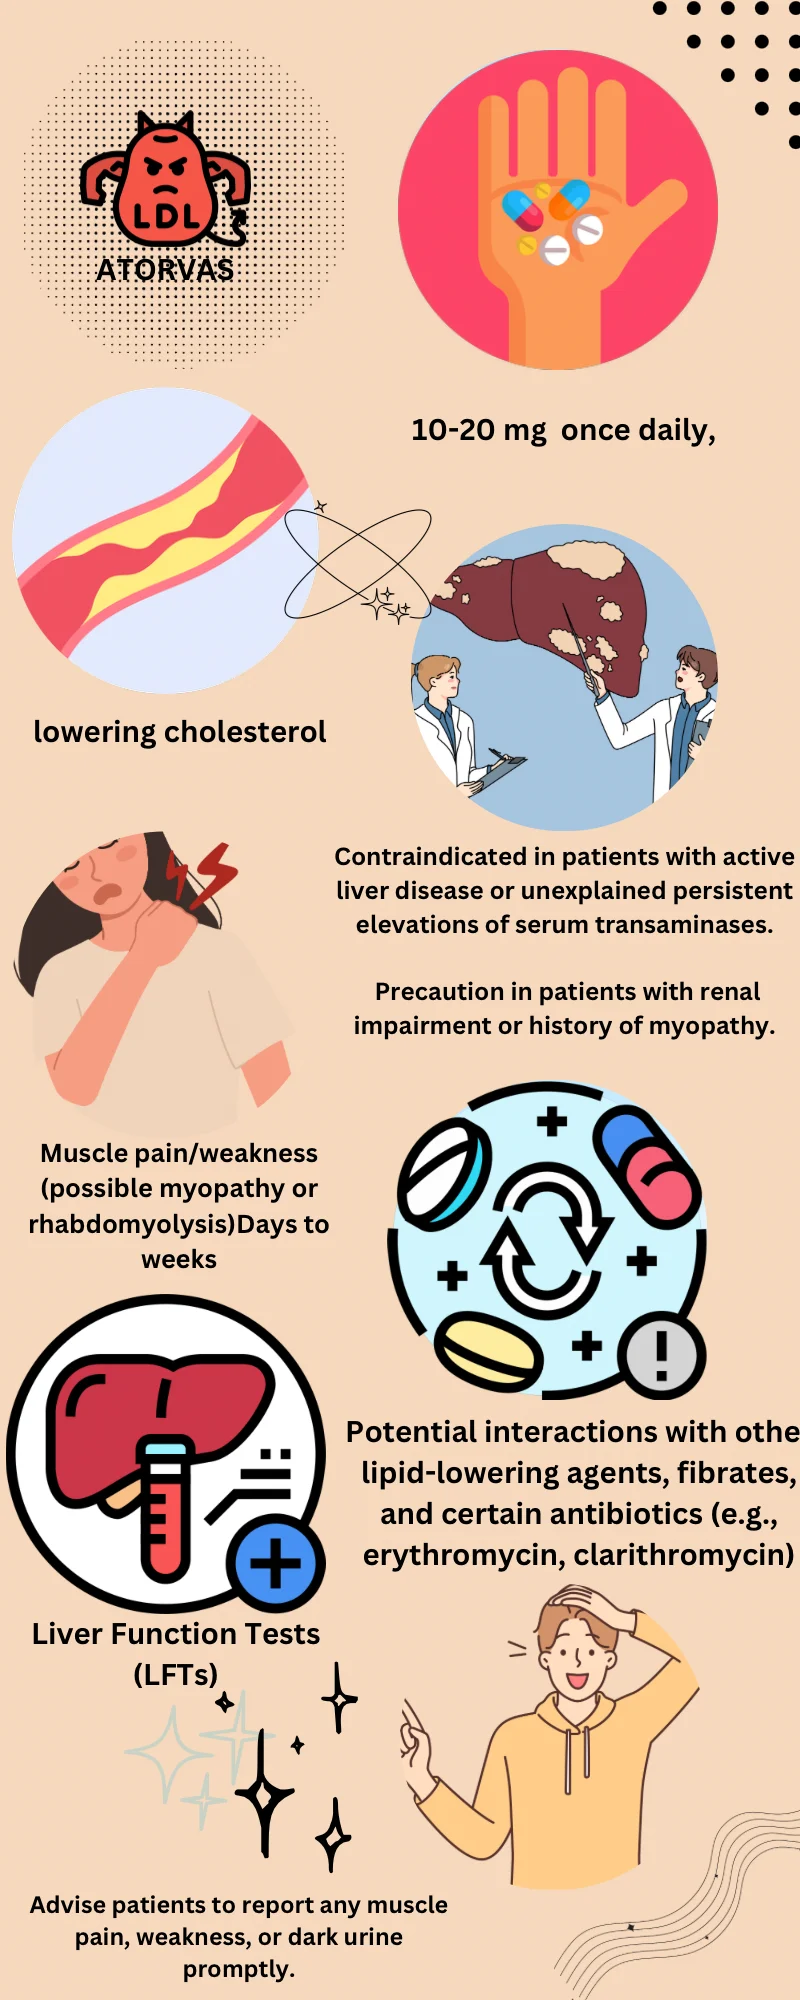 LDL
ATORVAS
10-20 mg  once daily,
lowering cholesterol
Contraindicated in patients with active
liver disease or unexplained persistent
elevations of serum transaminases.
Precaution in patients with renal
impairment or history of myopathy.
Muscle pain/weakness
(possible myopathy or
rhabdomyolysis)Days to
weeks
Potential interactions with othe
lipid-lowering agents, fibrates,
and certain antibiotics (e.g.,
erythromycin, clarithromycin)
Liver Function Tests
(LFTs)
Advise patients to report any muscle
pain, weakness, or dark urine
promptly.